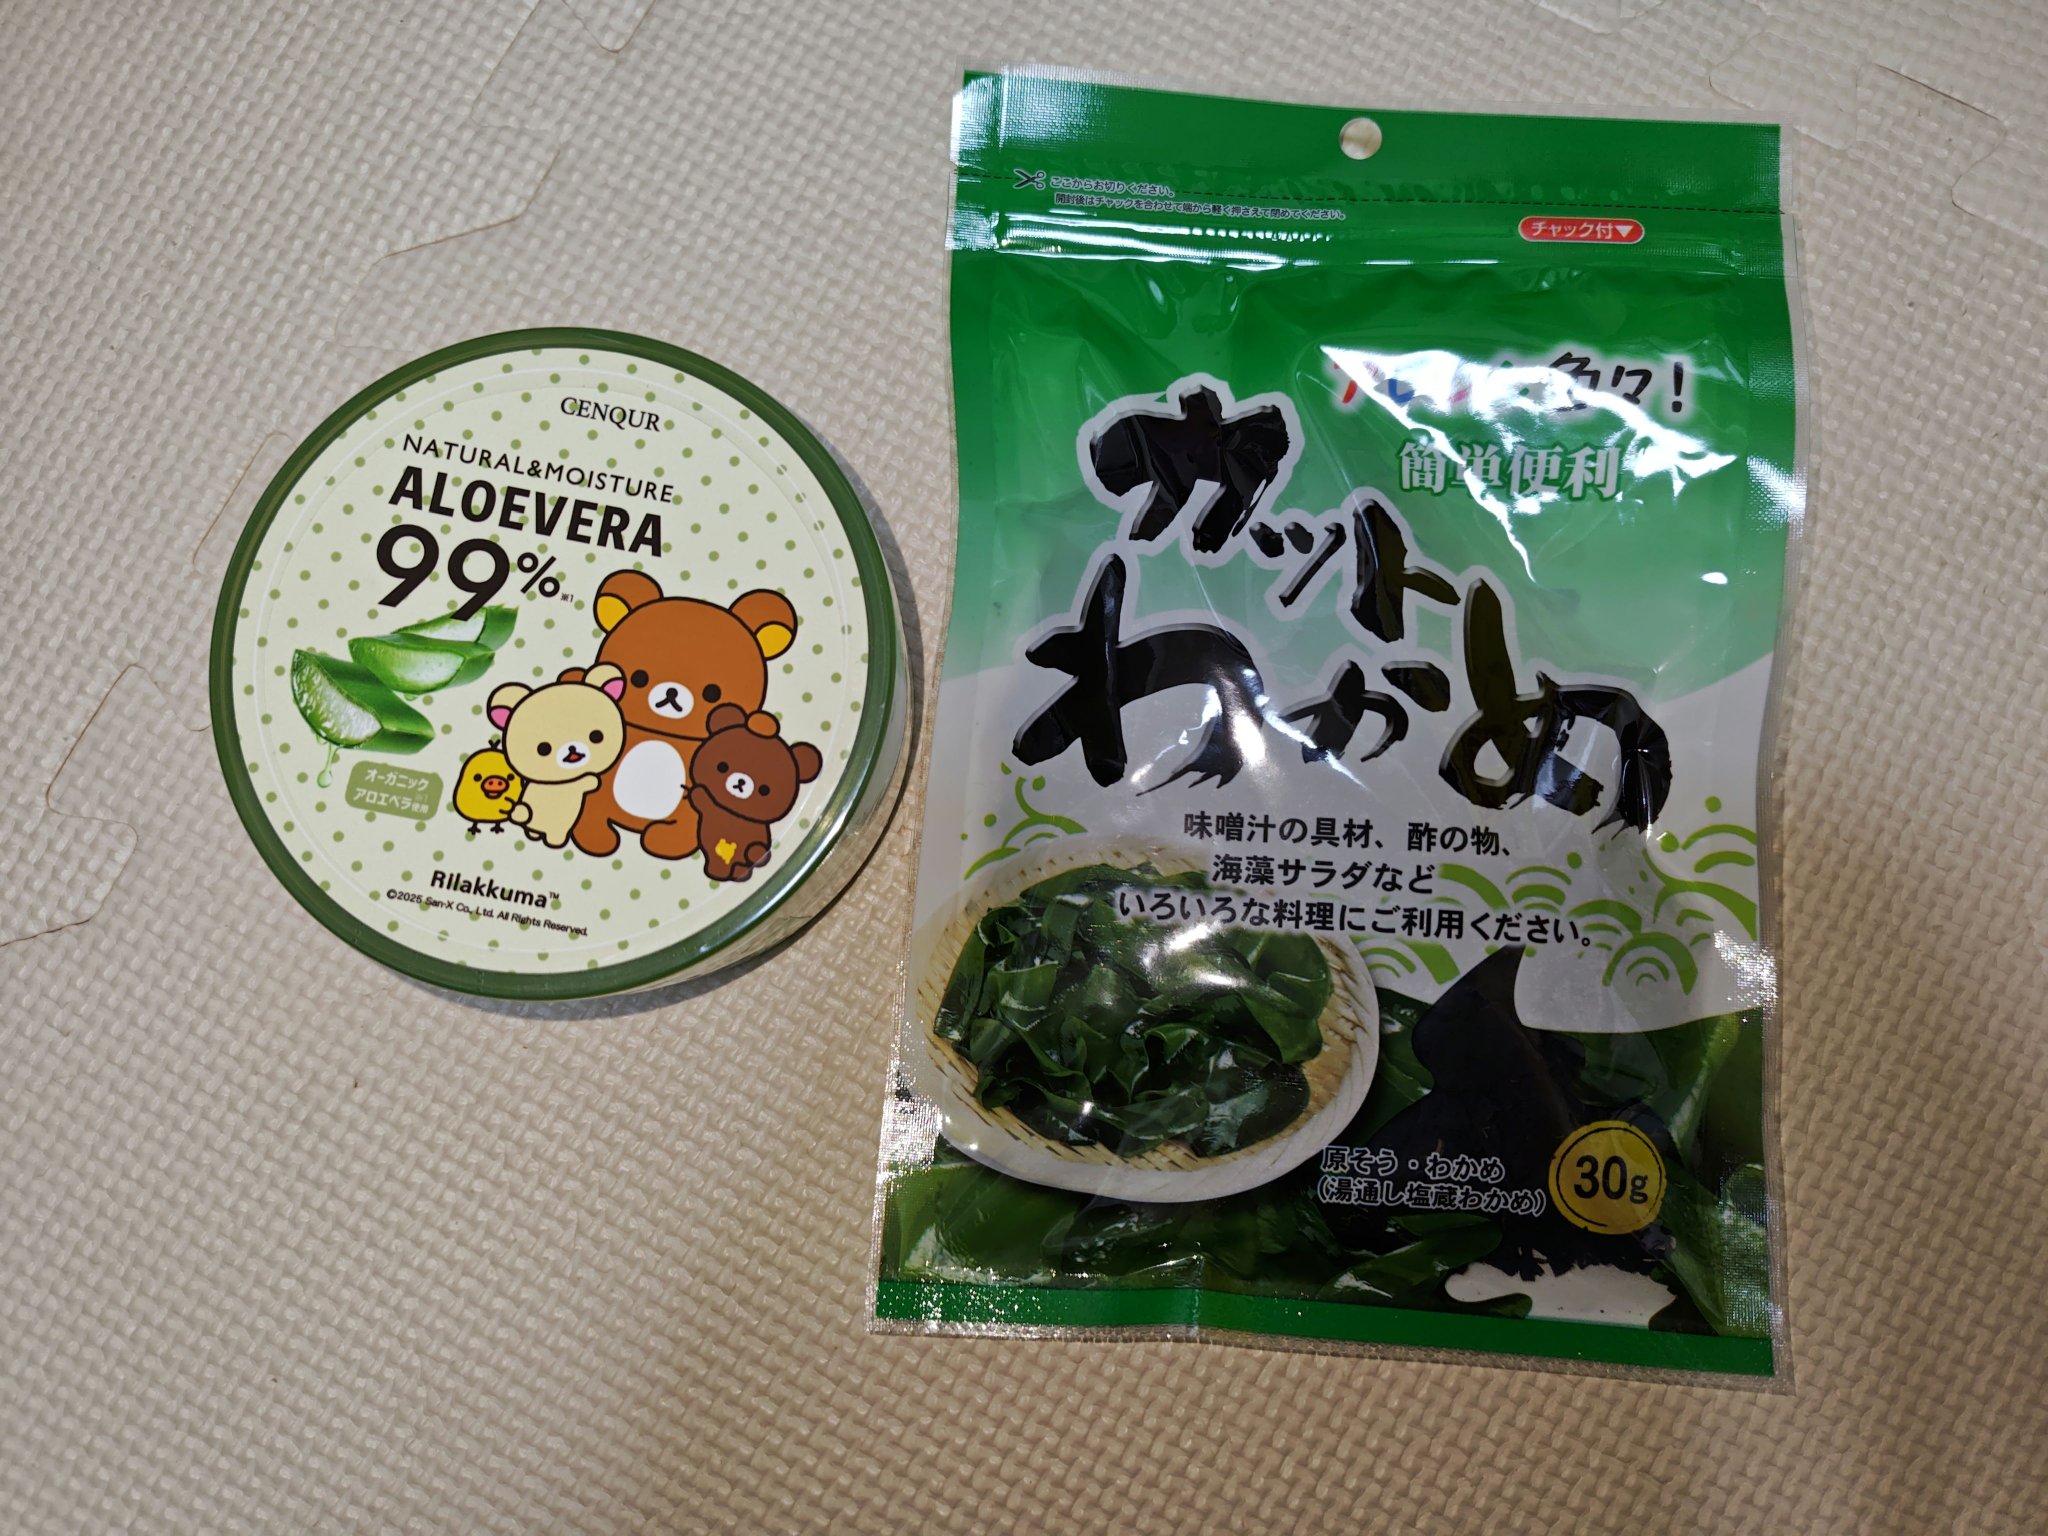 CENQUR
NATURAL&MOISTURE
ALOEVERA
99%※1
オーガニック
アロエベラ※1
使用
Rilakkuma™
©2025 San-X Co., Ltd. All Rights Reserved.
ここからお切りください。
開封後はチャックを合わせて端から軽く押さえて閉めてください。
チャック付▼
色々!
簡単便利
カット
わかめ
味噌汁の具材、酢の物、
海藻サラダなど
いろいろな料理にご利用ください。
原そう・わかめ
(湯通し塩蔵わかめ)
30g